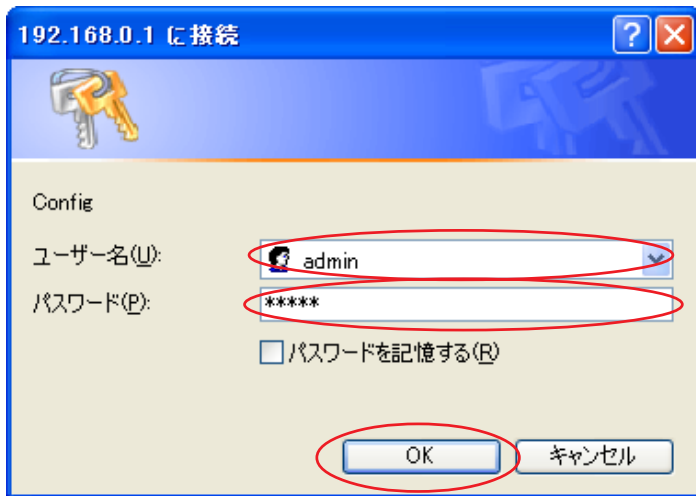 192.168.0.1 に接続
Config
ユーザー名(U):
admin
パスワード(P):
*****
パスワードを記憶する(R)
OK
キャンセル